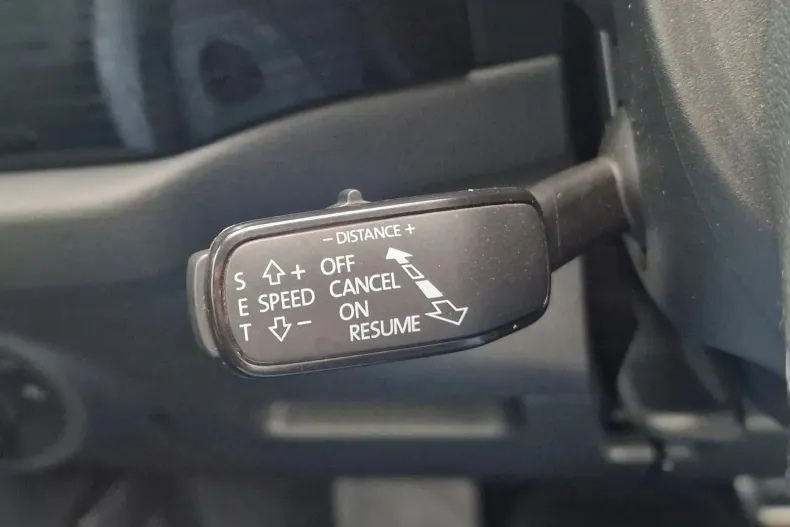 – DISTANCE +
S + OFF
E SPEED CANCEL
T – ON
RESUME